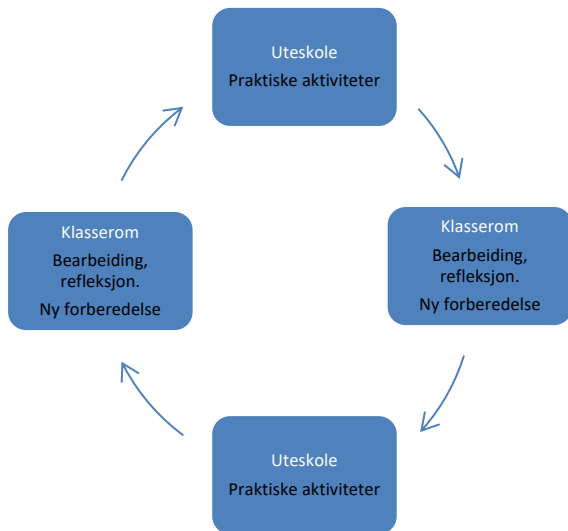 Uteskole
Praktiske aktiviteter
Klasserom
Bearbeiding,
refleksjon.
Ny forberedelse
Klasserom
Bearbeiding,
refleksjon.
Ny forberedelse
Uteskole
Praktiske aktiviteter